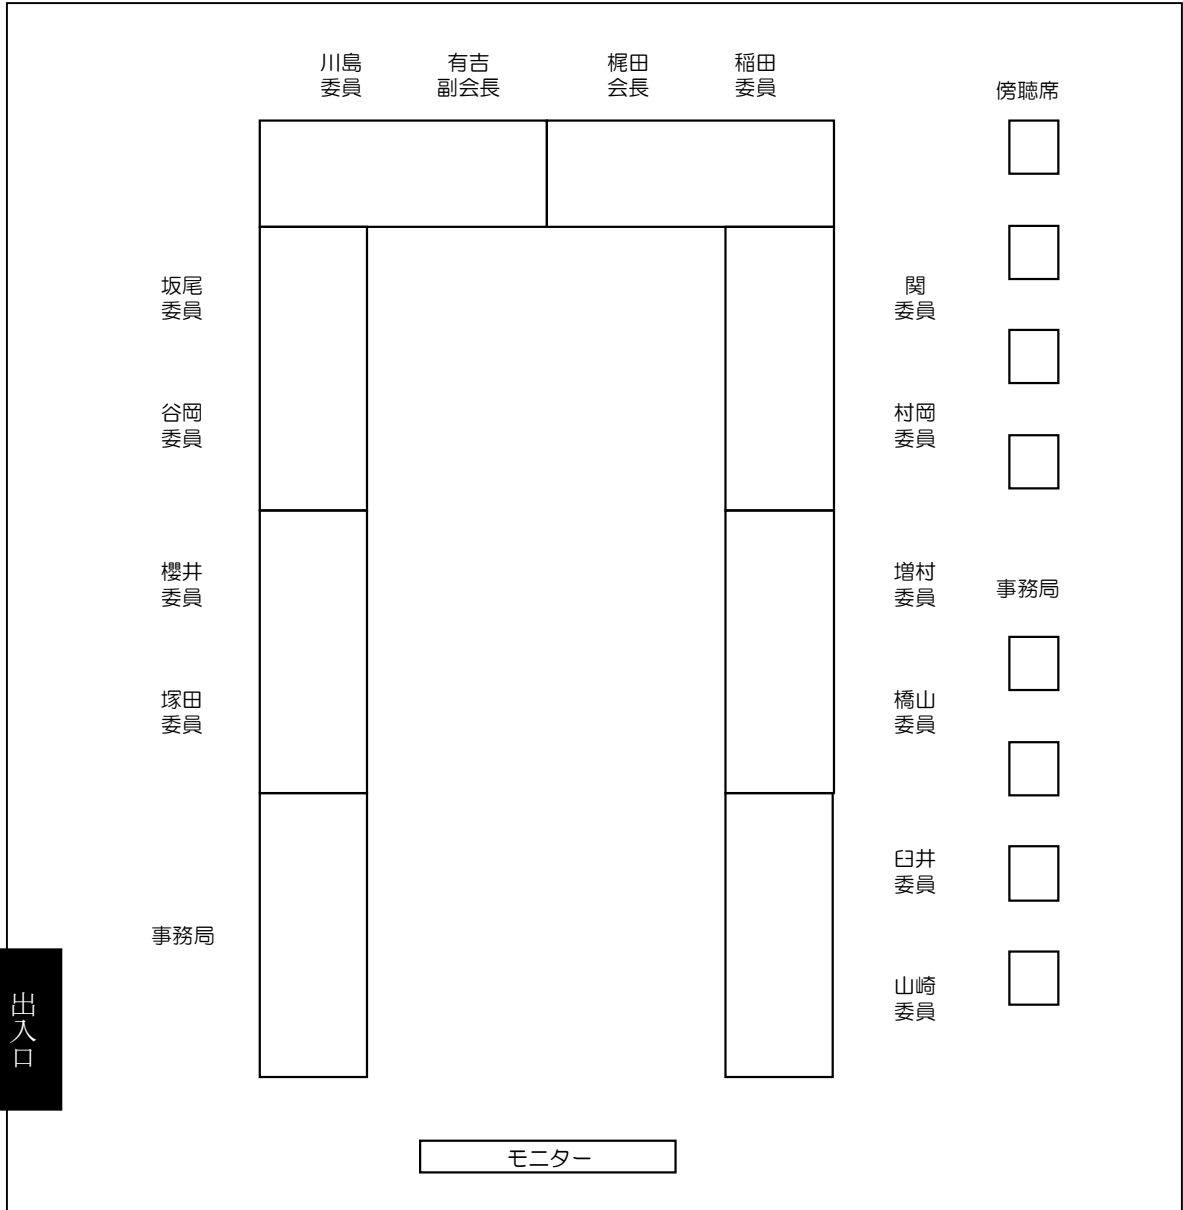 川島
委員
有吉
副会長
梶田
会長
稲田
委員
傍聴席
坂尾
委員
関
委員
谷岡
委員
村岡
委員
櫻井
委員
増村
委員
事務局
塚田
委員
橋山
委員
臼井
委員
事務局
山崎
委員
出入口
モニター